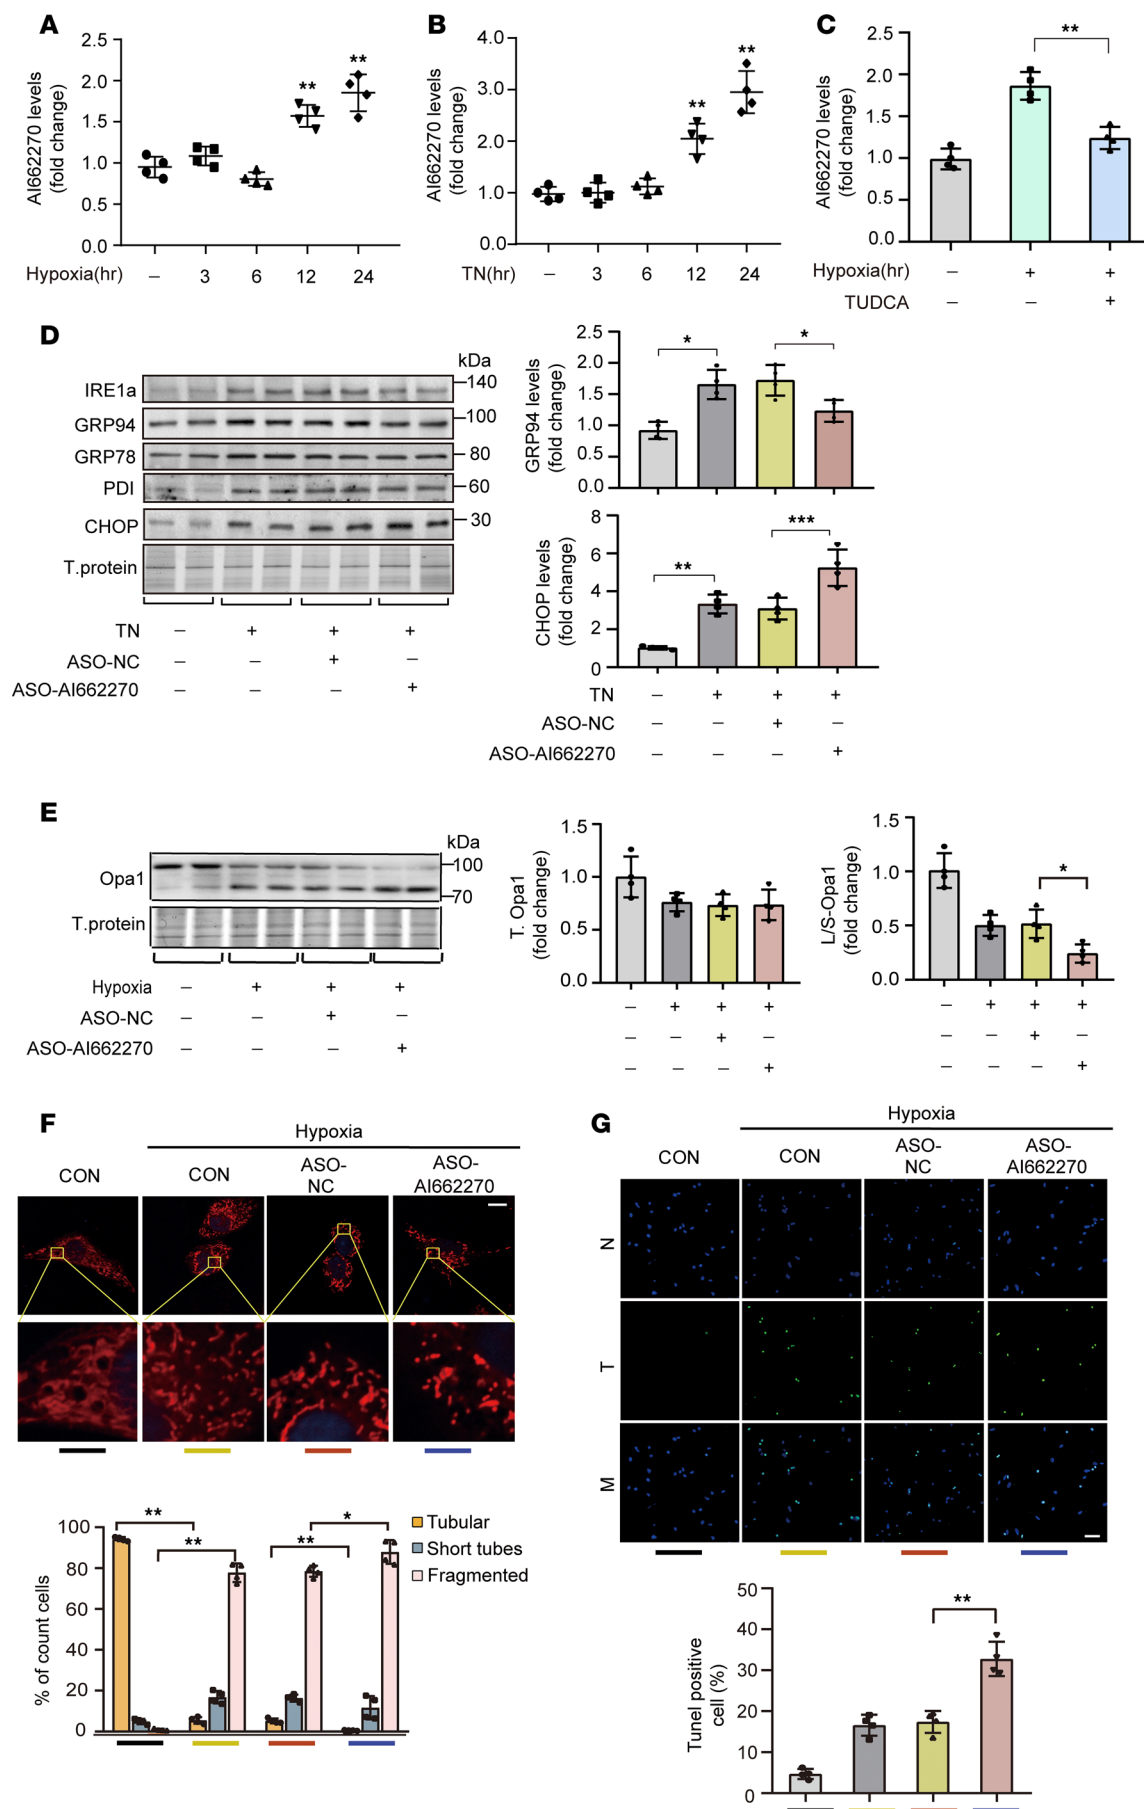 A
AI662270 levels
(fold change)
2.5
2.0
1.5
1.0
0.5
0.0
**
**
Hypoxia(hr) – 3 6 12 24
B
AI662270 levels
(fold change)
4.0
3.0
2.0
1.0
0.0
**
**
TN(hr) – 3 6 12 24
C
AI662270 levels
(fold change)
2.5
2.0
1.5
1.0
0.5
0.0
**
Hypoxia(hr) – + +
TUDCA – – +
D
kDa
IRE1a 140
GRP94 100
GRP78 80
PDI 60
CHOP 30
T.protein
TN – + + +
ASO-NC – – + –
ASO-AI662270 – – – +
GRP94 levels
(fold change)
2.5
2.0
1.5
1.0
0.5
0.0
* *
CHOP levels
(fold change)
8
6
4
2
0
** ***
TN – + + +
ASO-NC – – + –
ASO-AI662270 – – – +
E
kDa
Opa1
100
70
T.protein
Hypoxia – + + +
ASO-NC – – + –
ASO-AI662270 – – – +
T. Opa1
(fold change)
1.5
1.0
0.5
0.0
– + + +
– – + –
– – – +
L/S-Opa1
(fold change)
1.5
1.0
0.5
0.0
*
– + + +
– – + –
– – – +
F
Hypoxia
CON CON ASO-NC ASO-AI662270
% of count cells
100
80
60
40
20
0
** ** ** *
Tubular
Short tubes
Fragmented
G
Hypoxia
CON CON ASO-NC ASO-AI662270
N
T
M
Tunel positive
cell (%)
50
40
30
20
10
0
**